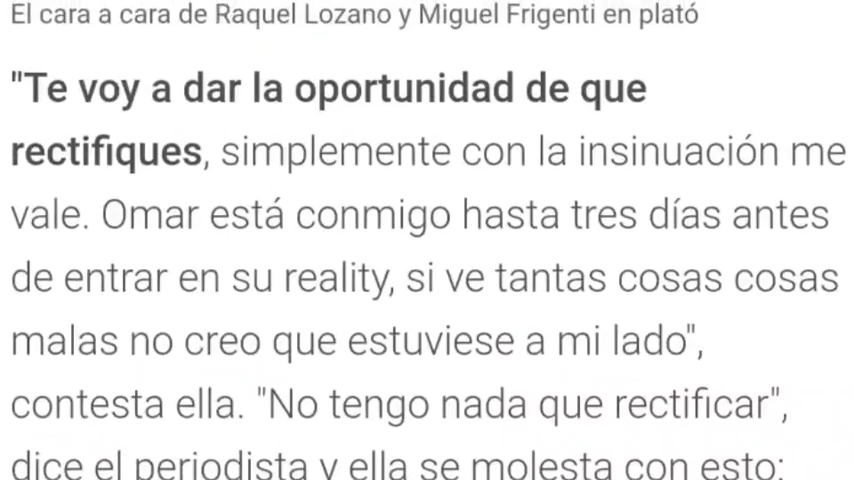 El cara a cara de Raquel Lozano y Miguel Frigenti en plató
"Te voy a dar la oportunidad de que
rectifiques, simplemente con la insinuación me
vale. Omar está conmigo hasta tres días antes
de entrar en su reality, si ve tantas cosas cosas
malas no creo que estuviese a mi lado",
contesta ella. "No tengo nada que rectificar",
dice el periodista y ella se molesta con esto: